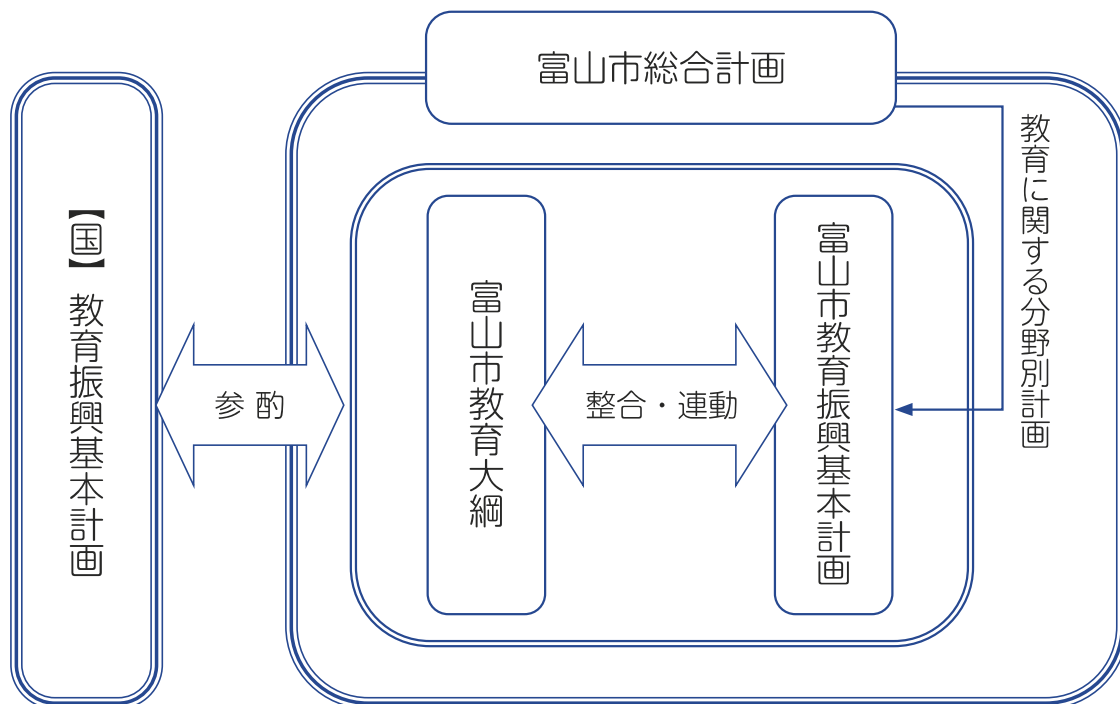 富山市総合計画
教育に関する分野別計画
【国】教育振興基本計画
参酌
富山市教育大綱
整合・連動
富山市教育振興基本計画